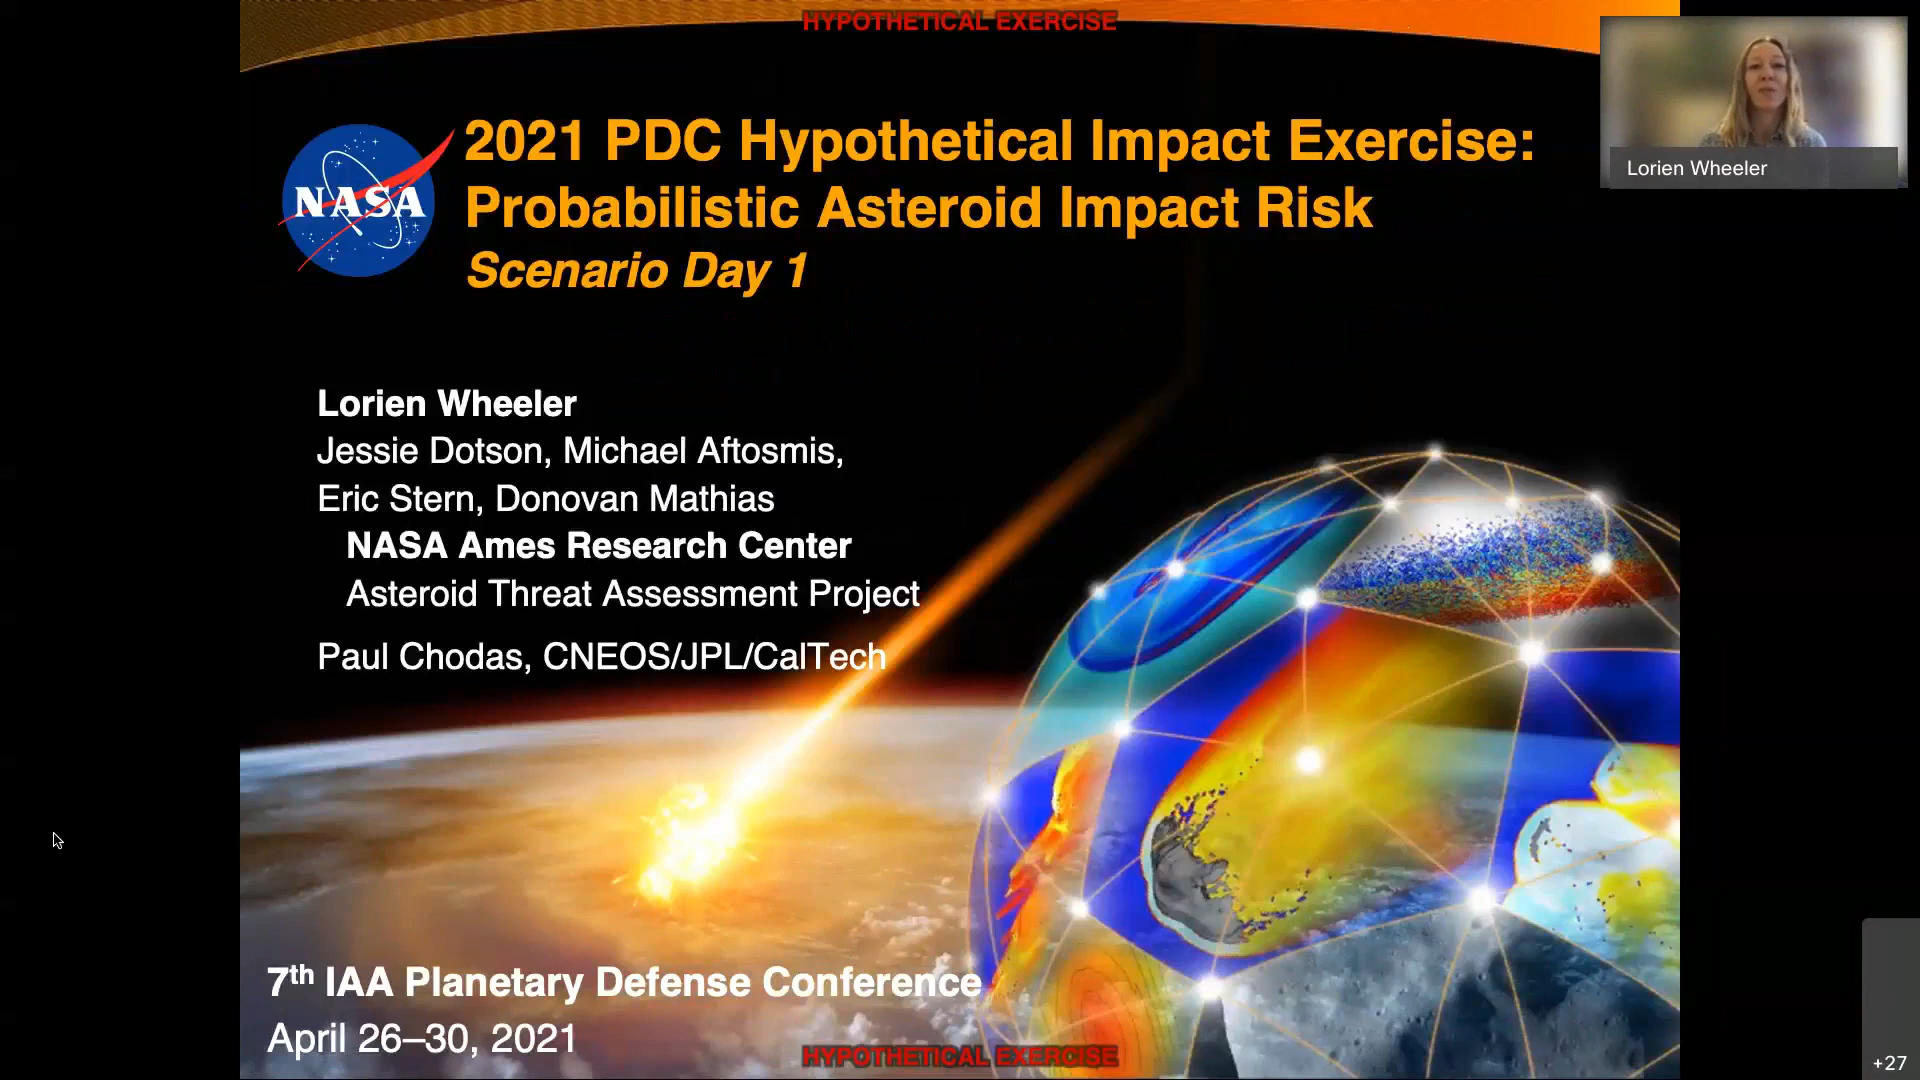 HYPOTHETICAL EXERCISE
2021 PDC Hypothetical Impact Exercise:
Probabilistic Asteroid Impact Risk
Scenario Day 1
NASA
Lorien Wheeler
Lorien Wheeler
Jessie Dotson, Michael Aftosmis,
Eric Stern, Donovan Mathias
NASA Ames Research Center
Asteroid Threat Assessment Project
Paul Chodas, CNEOS/JPL/CalTech
7th IAA Planetary Defense Conference
April 26–30, 2021
HYPOTHETICAL EXERCISE
+27